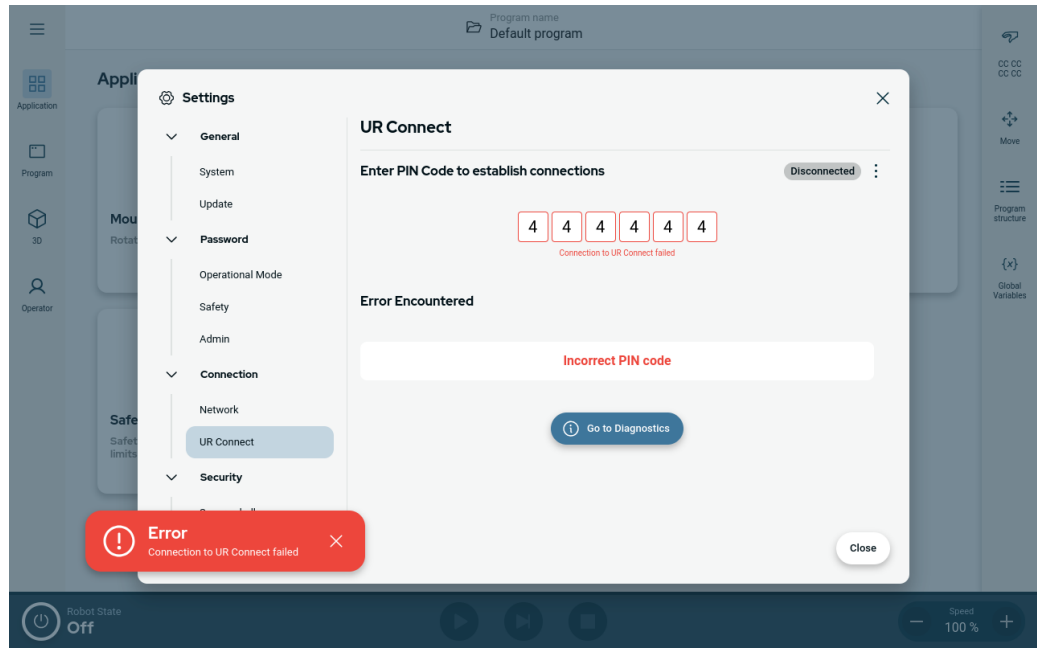 Program name
Default program
Application
Program
3D
Operator
Appli
Mou
Rotat
Safe
Safet
limits
Settings
General
System
Update
Password
Operational Mode
Safety
Admin
Connection
Network
UR Connect
Security
UR Connect
Enter PIN Code to establish connections
Disconnected
4 4 4 4 4 4
Connection to UR Connect failed
Error Encountered
Incorrect PIN code
Go to Diagnostics
Close
Error
Connection to UR Connect failed
CC CC
CC CC
Move
Program
structure
{x}
Global
Variables
Robot State
Off
Speed
100 %